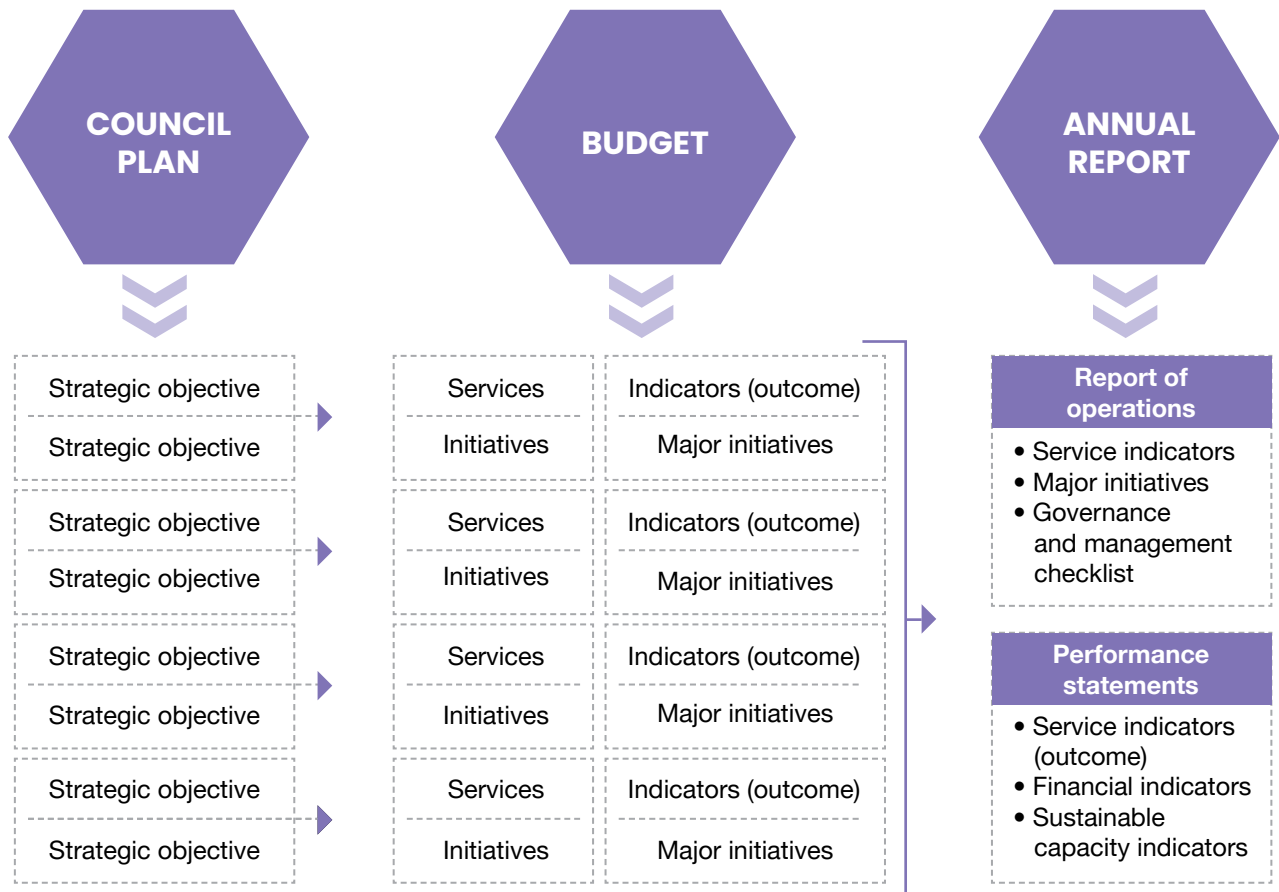 COUNCIL
PLAN
BUDGET
ANNUAL
REPORT
Strategic objective
Strategic objective
Strategic objective
Strategic objective
Strategic objective
Strategic objective
Strategic objective
Strategic objective
Services
Indicators (outcome)
Initiatives
Major initiatives
Services
Indicators (outcome)
Initiatives
Major initiatives
Services
Indicators (outcome)
Initiatives
Major initiatives
Services
Indicators (outcome)
Initiatives
Major initiatives
Report of
operations
• Service indicators
• Major initiatives
• Governance
and management
checklist
Performance
statements
• Service indicators
(outcome)
• Financial indicators
• Sustainable
capacity indicators